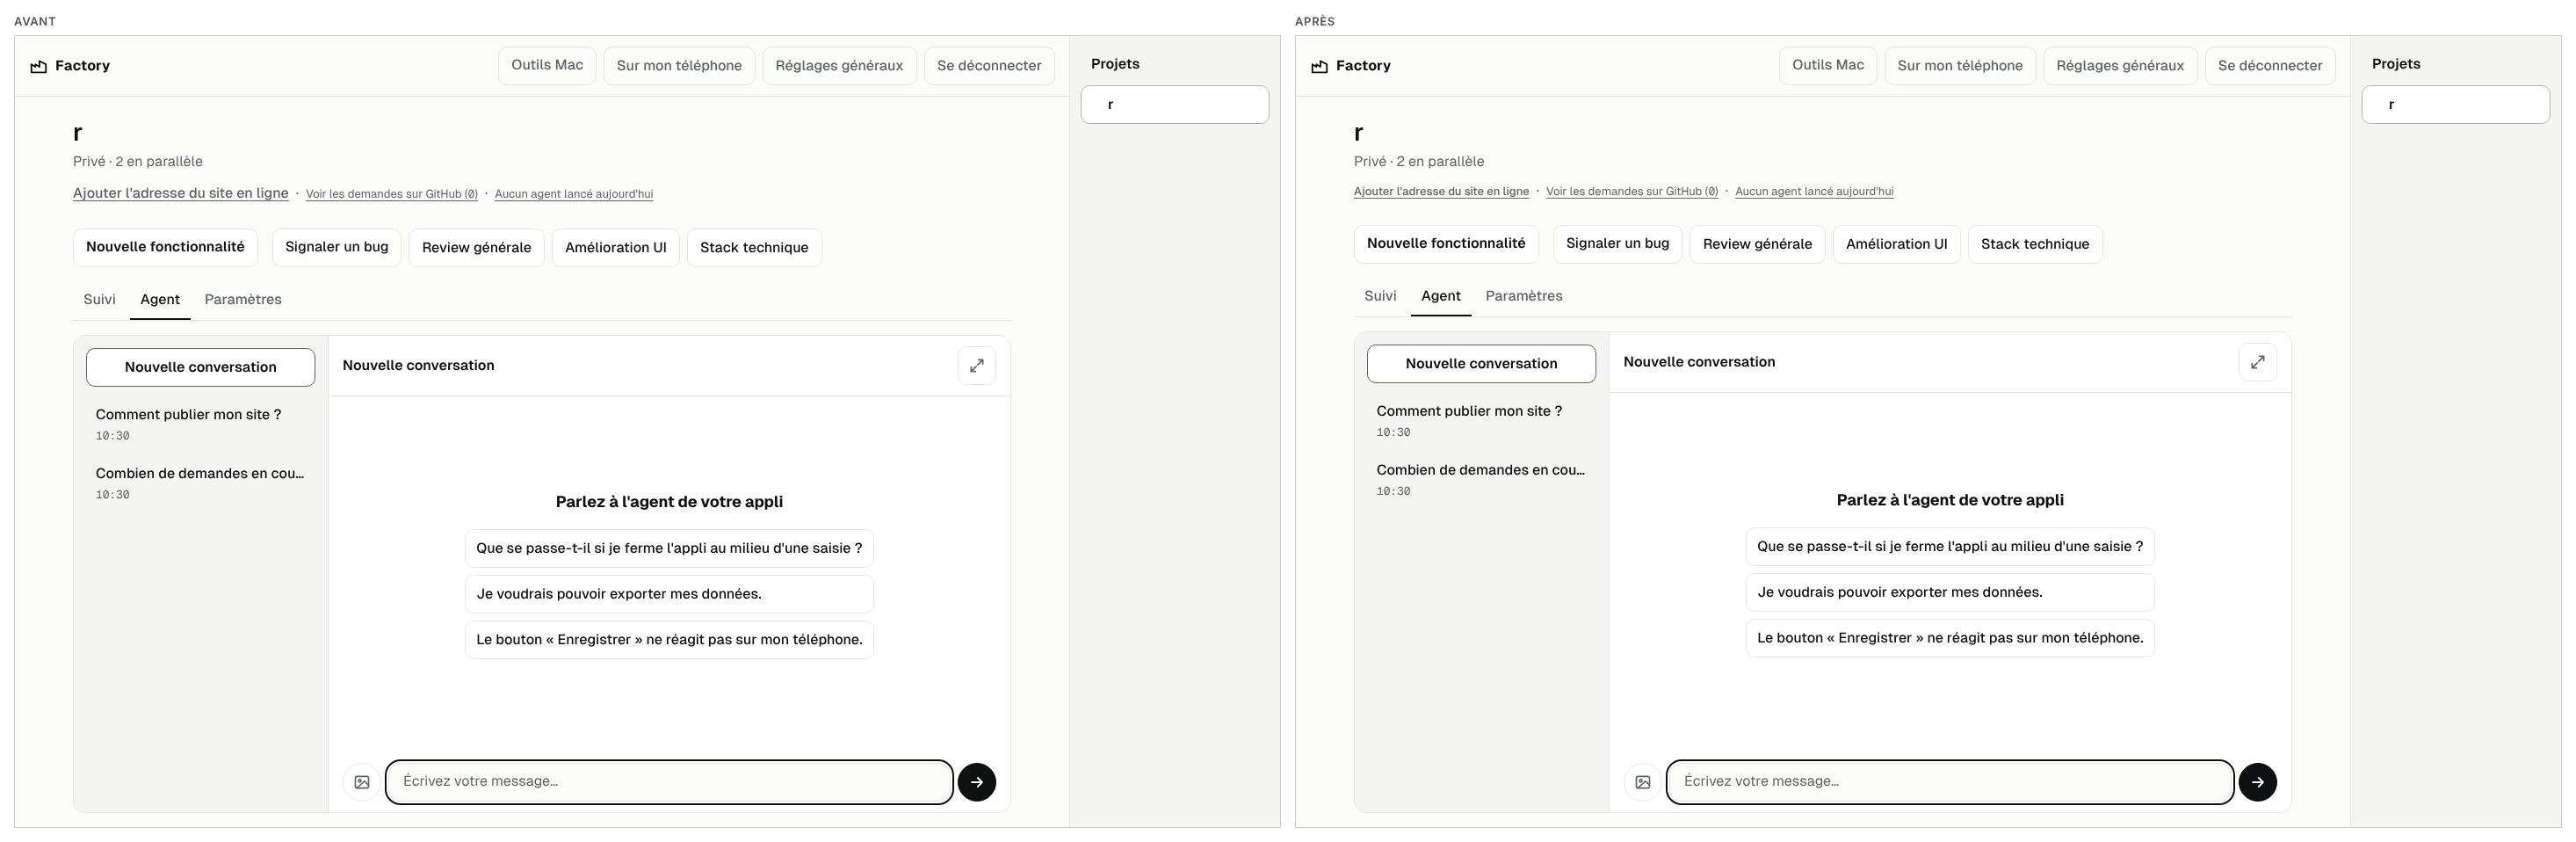 AVANT
Factory
Outils Mac
Sur mon téléphone
Réglages généraux
Se déconnecter
Projets
r
r
Privé · 2 en parallèle
Ajouter l'adresse du site en ligne · Voir les demandes sur GitHub (0) · Aucun agent lancé aujourd'hui
Nouvelle fonctionnalité
Signaler un bug
Review générale
Amélioration UI
Stack technique
Suivi
Agent
Paramètres
Nouvelle conversation
Comment publier mon site ?
10:30
Combien de demandes en cou...
10:30
Nouvelle conversation
Parlez à l'agent de votre appli
Que se passe-t-il si je ferme l'appli au milieu d'une saisie ?
Je voudrais pouvoir exporter mes données.
Le bouton « Enregistrer » ne réagit pas sur mon téléphone.
Écrivez votre message...
APRÈS
Factory
Outils Mac
Sur mon téléphone
Réglages généraux
Se déconnecter
Projets
r
r
Privé · 2 en parallèle
Ajouter l'adresse du site en ligne · Voir les demandes sur GitHub (0) · Aucun agent lancé aujourd'hui
Nouvelle fonctionnalité
Signaler un bug
Review générale
Amélioration UI
Stack technique
Suivi
Agent
Paramètres
Nouvelle conversation
Comment publier mon site ?
10:30
Combien de demandes en cou...
10:30
Nouvelle conversation
Parlez à l'agent de votre appli
Que se passe-t-il si je ferme l'appli au milieu d'une saisie ?
Je voudrais pouvoir exporter mes données.
Le bouton « Enregistrer » ne réagit pas sur mon téléphone.
Écrivez votre message...